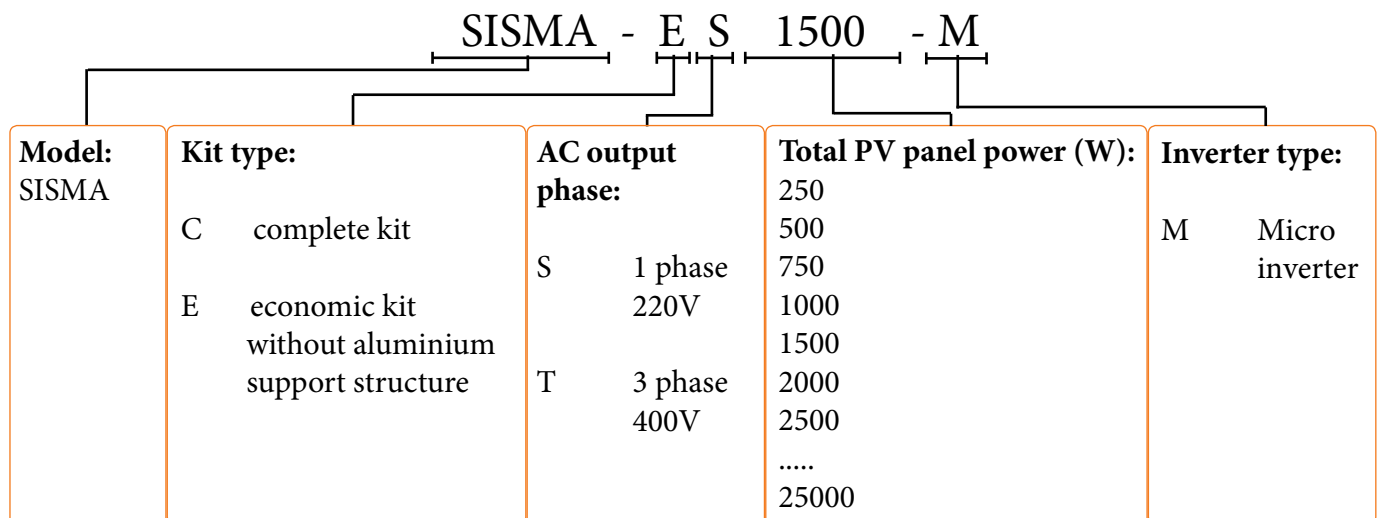 SISMA - E S 1500 - M
Model:
SISMA
Kit type:
C complete kit
E economic kit
without aluminium
support structure
AC output
phase:
S 1 phase
220V
T 3 phase
400V
Total PV panel power (W):
250
500
750
1000
1500
2000
2500
.....
25000
Inverter type:
M Micro
inverter